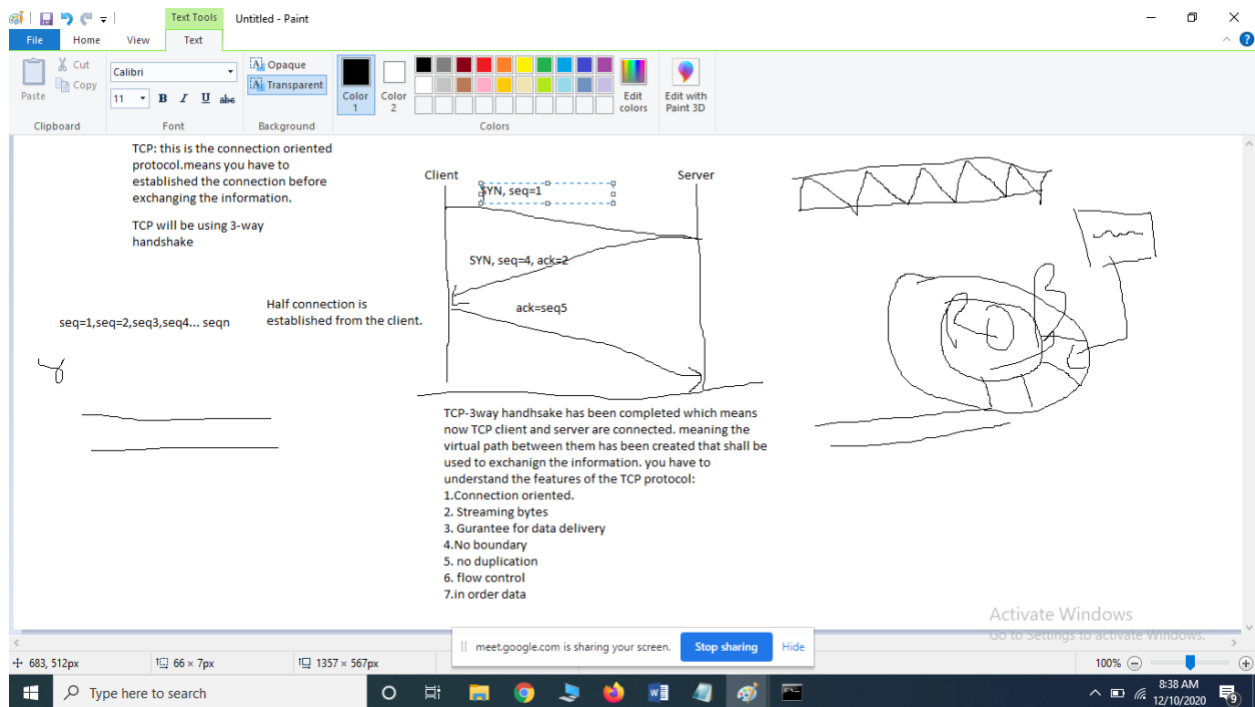 Text Tools
Untitled - Paint
File
Home
View
Text
Paste
Cut
Copy
Clipboard
Calibri
11
B
I
U
abc
Font
Opaque
Transparent
Background
Color 1
Color 2
Edit colors
Colors
Edit with Paint 3D
TCP: this is the connection oriented
protocol.means you have to
established the connection before
exchanging the information.
TCP will be using 3-way
handshake
Client
Server
SYN, seq=1
SYN, seq=4, ack=2
ack=seq5
Half connection is
established from the client.
seq=1,seq=2,seq3,seq4... seqn
TCP-3way handhsake has been completed which means
now TCP client and server are connected. meaning the
virtual path between them has been created that shall be
used to exchanign the information. you have to
understand the features of the TCP protocol:
1.Connection oriented.
2. Streaming bytes
3. Gurantee for data delivery
4.No boundary
5. no duplication
6. flow control
7.in order data
Activate Windows
Go to Settings to activate Windows.
meet.google.com is sharing your screen.
Stop sharing
Hide
683, 512px
66 × 7px
1357 × 567px
100%
Type here to search
8:38 AM
12/10/2020
9